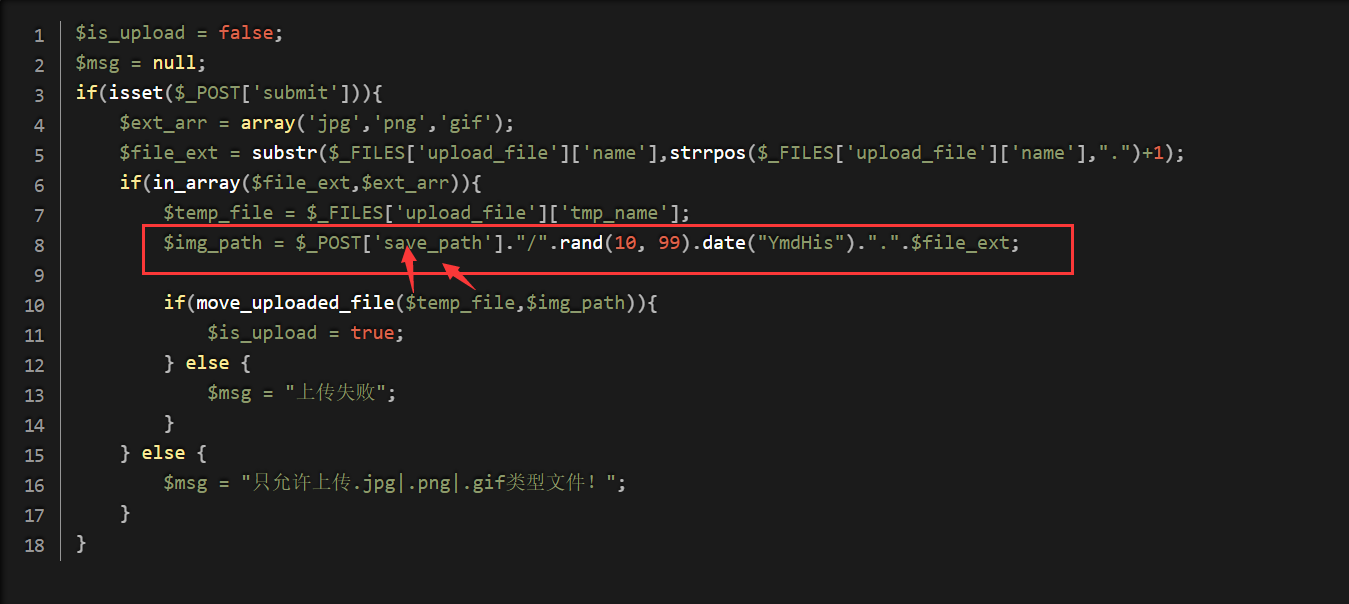 1 $is_upload = false;
2 $msg = null;
3 if(isset($_POST['submit'])){
4 $ext_arr = array('jpg','png','gif');
5 $file_ext = substr($_FILES['upload_file']['name'],strrpos($_FILES['upload_file']['name'],".")+1);
6 if(in_array($file_ext,$ext_arr)){
7 $temp_file = $_FILES['upload_file']['tmp_name'];
8 $img_path = $_POST['save_path']."/".rand(10, 99).date("YmdHis").".".$file_ext;
9
10 if(move_uploaded_file($temp_file,$img_path)){
11 $is_upload = true;
12 } else {
13 $msg = "上传失败";
14 }
15 } else {
16 $msg = "只允许上传.jpg|.png|.gif类型文件！";
17 }
18 }